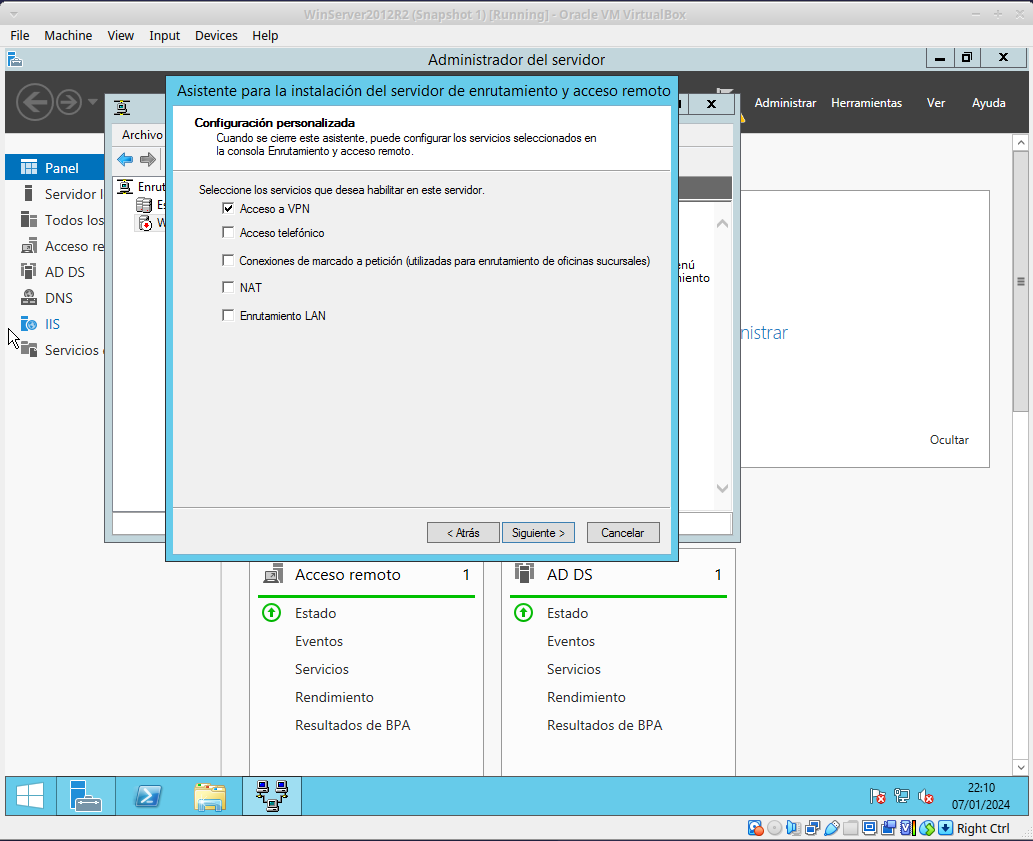 WinServer2012R2 (Snapshot 1) [Running] - Oracle VM VirtualBox
File Machine View Input Devices Help
Administrador del servidor
Administrar Herramientas Ver Ayuda
Asistente para la instalación del servidor de enrutamiento y acceso remoto
Configuración personalizada
Cuando se cierre este asistente, puede configurar los servicios seleccionados en
la consola Enrutamiento y acceso remoto.
Seleccione los servicios que desea habilitar en este servidor.
Acceso a VPN
Acceso telefónico
Conexiones de marcado a petición (utilizadas para enrutamiento de oficinas sucursales)
NAT
Enrutamiento LAN
< Atrás Siguiente > Cancelar
Archivo
Enrut
Es
W
enú
miento
Panel
Servidor l
Todos los
Acceso re
AD DS
DNS
IIS
Servicios
nistrar
Ocultar
Acceso remoto 1
Estado
Eventos
Servicios
Rendimiento
Resultados de BPA
AD DS 1
Estado
Eventos
Servicios
Rendimiento
Resultados de BPA
22:10
07/01/2024
Right Ctrl